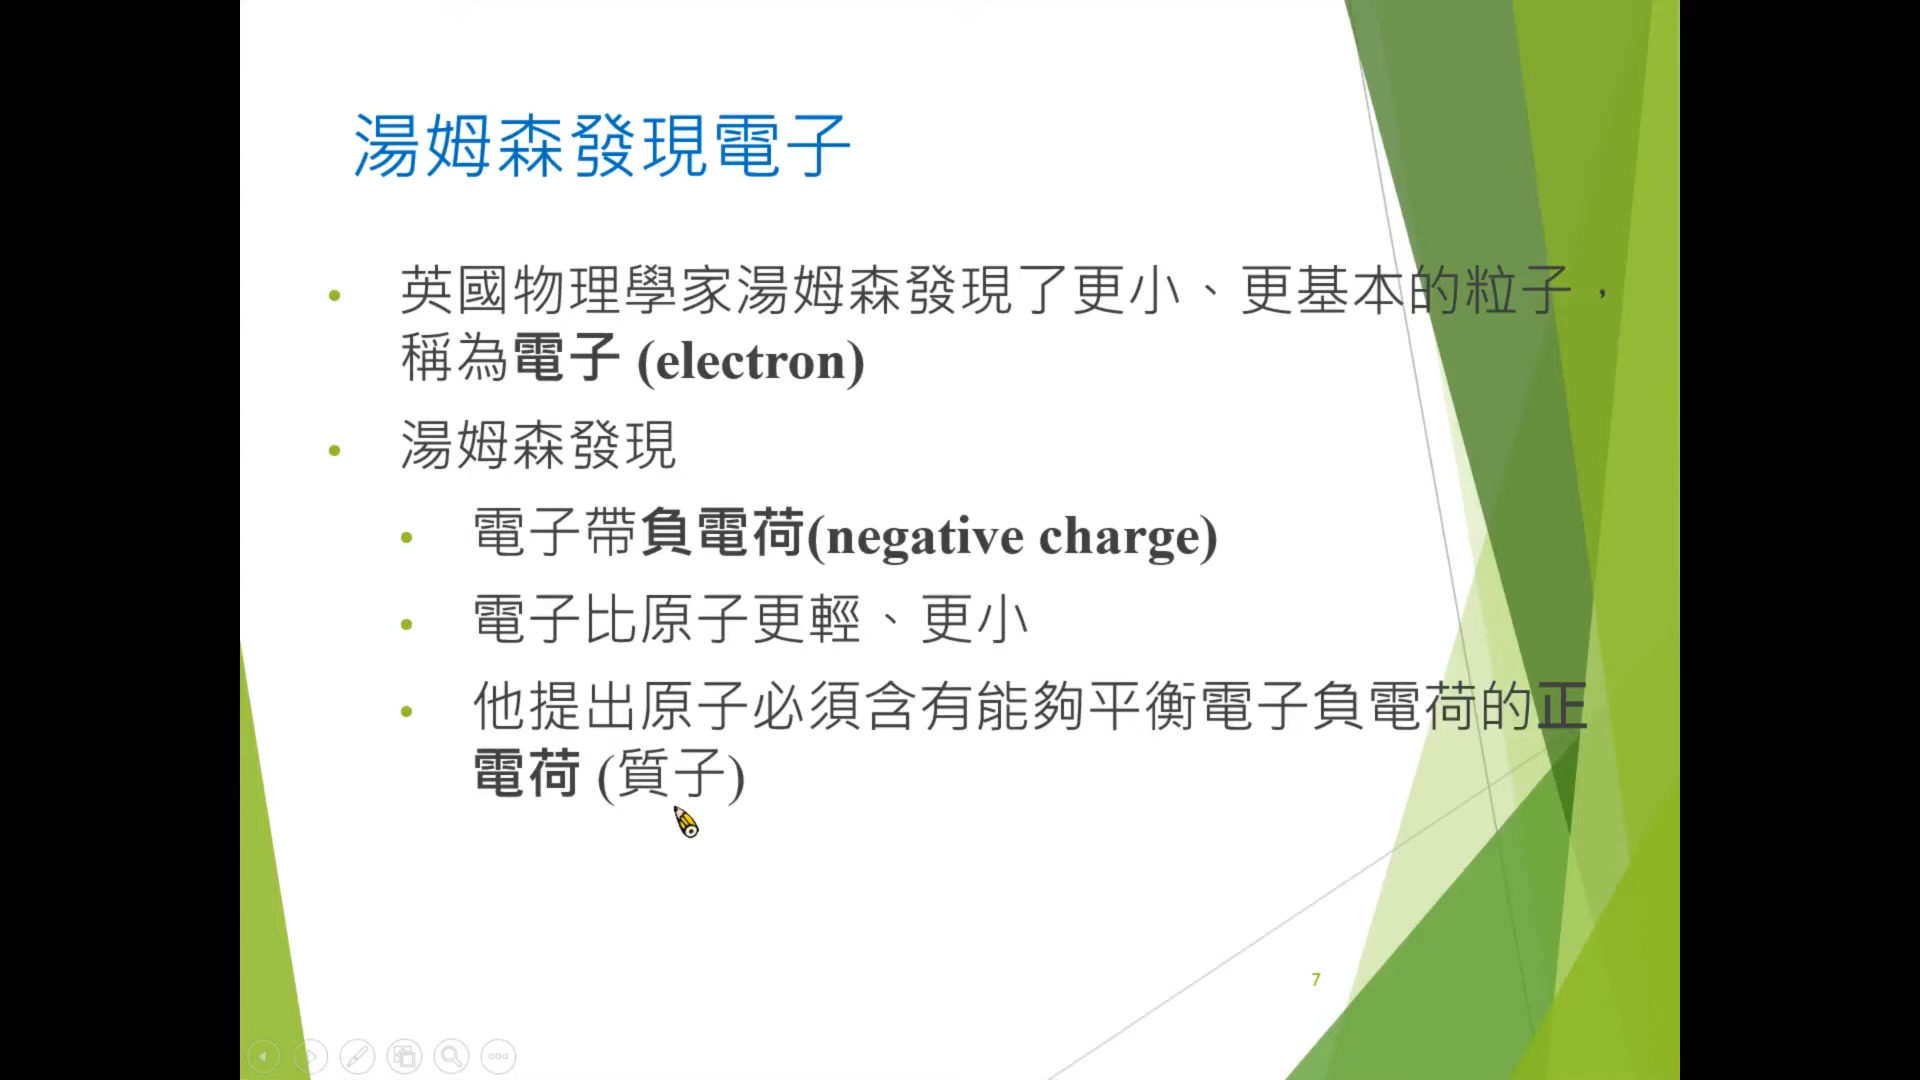 湯姆森發現電子
• 英國物理學家湯姆森發現了更小、更基本的粒子，
稱為電子 (electron)
• 湯姆森發現
• 電子帶負電荷(negative charge)
• 電子比原子更輕、更小
• 他提出原子必須含有能夠平衡電子負電荷的正
電荷 (質子)
7